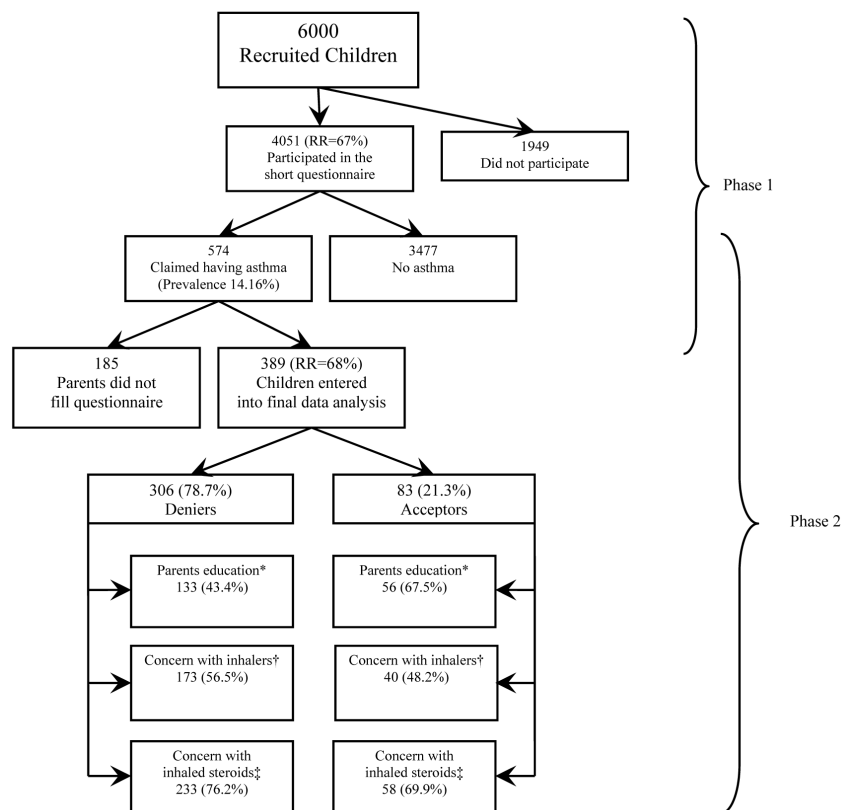 6000
Recruited Children
4051 (RR=67%)
Participated in the
short questionnaire
1949
Did not participate
Phase 1
574
Claimed having asthma
(Prevalence 14.16%)
3477
No asthma
185
Parents did not
fill questionnaire
389 (RR=68%)
Children entered
into final data analysis
306 (78.7%)
Deniers
83 (21.3%)
Acceptors
Phase 2
Parents education*
133 (43.4%)
Parents education*
56 (67.5%)
Concern with inhalers†
173 (56.5%)
Concern with inhalers†
40 (48.2%)
Concern with
inhaled steroids‡
233 (76.2%)
Concern with
inhaled steroids‡
58 (69.9%)